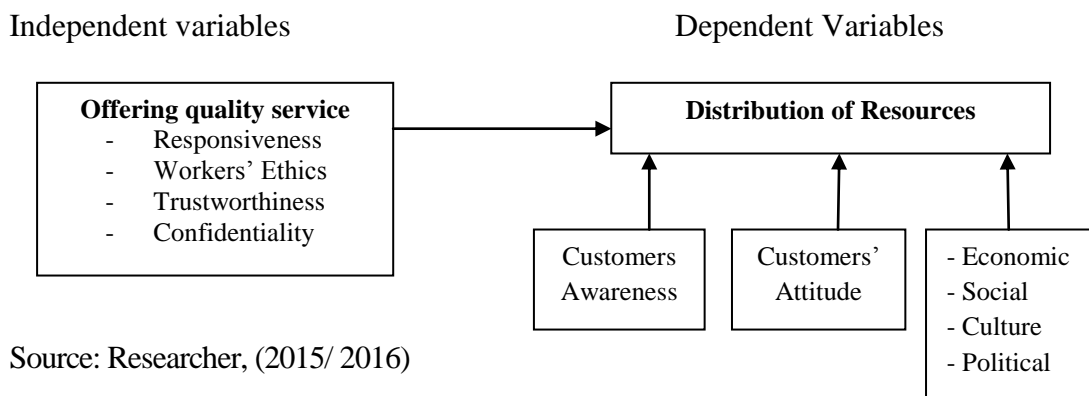 Independent variables
Dependent Variables
Offering quality service
- Responsiveness
- Workers' Ethics
- Trustworthiness
- Confidentiality
Distribution of Resources
Customers
Awareness
Customers'
Attitude
- Economic
- Social
- Culture
- Political
Source: Researcher, (2015/ 2016)